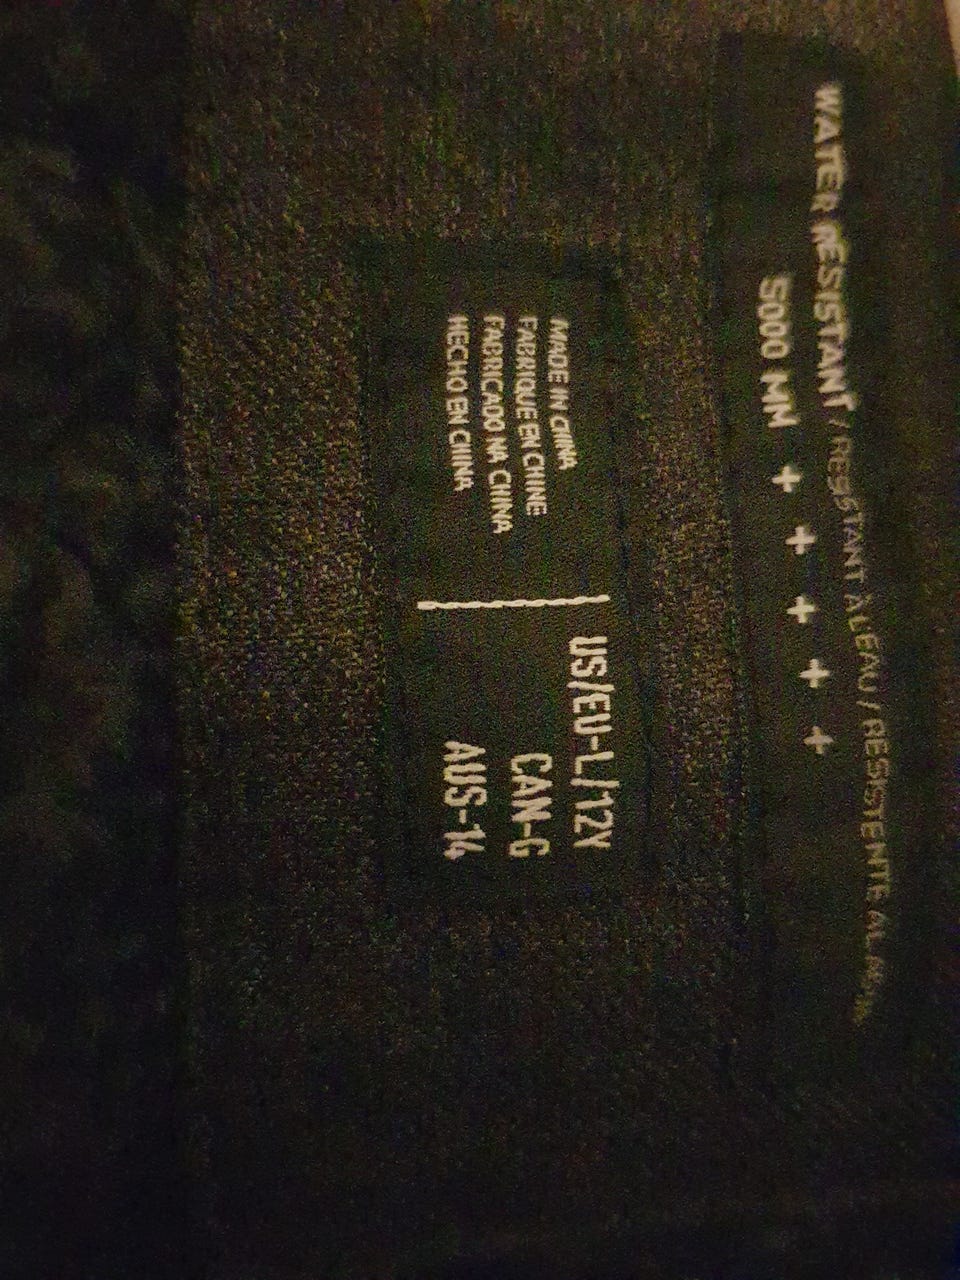 WATER RESISTANT / RESISTANT À L'EAU / RESISTENTE AL
5000 MM + + + + +
MADE IN CHINA
FABRIQUE EN CHINE
FABRICADO NA CHINA
HECHO EN CHINA
US/EU-L/12Y
CAN-G
AUS-14